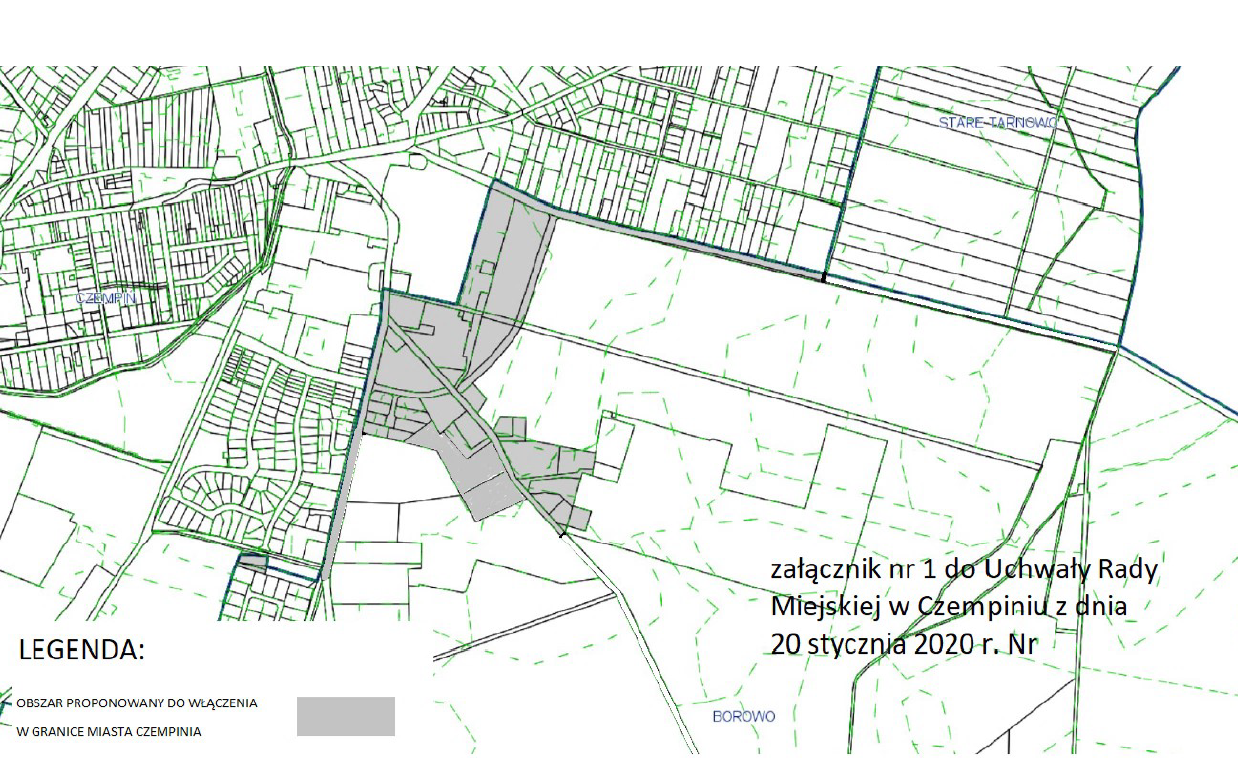 STARE TARNOWO
CZEMPIŃ
załącznik nr 1 do Uchwały Rady
Miejskiej w Czempiniu z dnia
20 stycznia 2020 r. Nr
LEGENDA:
OBSZAR PROPONOWANY DO WŁĄCZENIA
W GRANICE MIASTA CZEMPINIA
BOROWO